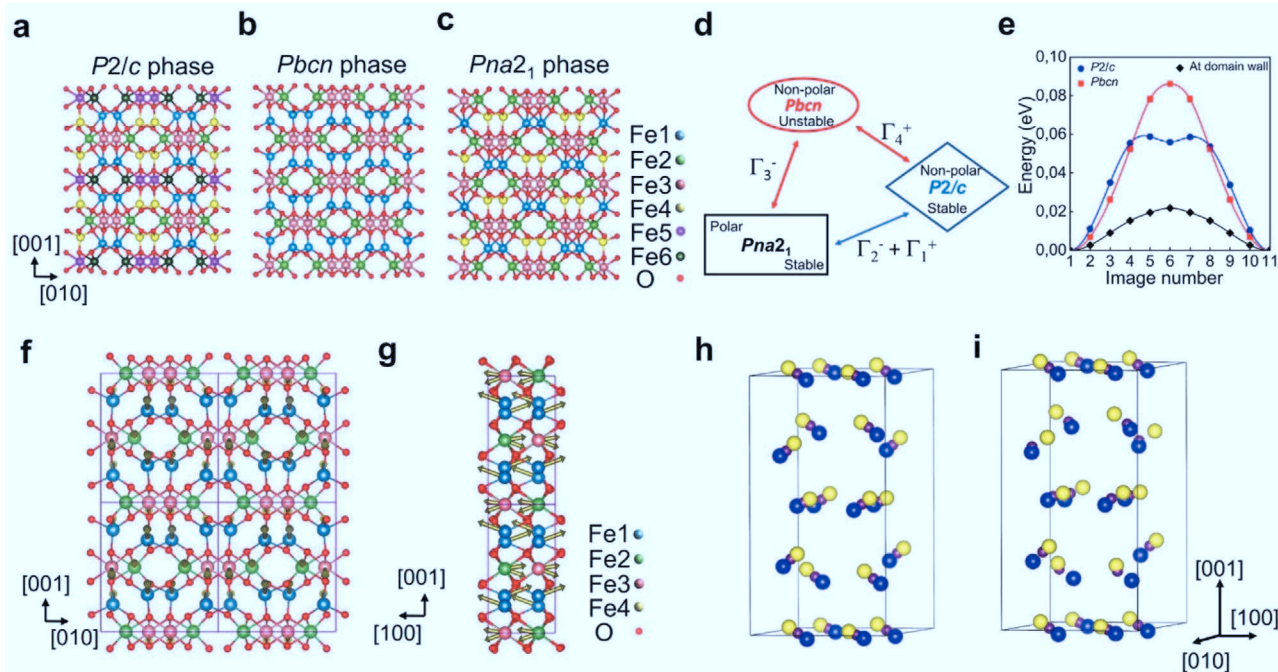 a
b
c
d
e
P2/c phase
Pbcn phase
Pna2₁ phase
Fe1
Fe2
Fe3
Fe4
Fe5
Fe6
O
[001]
[010]
Non-polar
Pbcn
Unstable
Γ₄⁺
Γ₃⁻
Non-polar
P2/c
Stable
Polar
Pna2₁
Stable
Γ₂⁻ + Γ₁⁺
P2/c
Pbcn
At domain wall
Energy (eV)
0,10
0,08
0,06
0,04
0,02
0,00
1 2 3 4 5 6 7 8 9 10 11
Image number
f
g
h
i
[001]
[010]
[001]
[100]
Fe1
Fe2
Fe3
Fe4
O
[001]
[100]
[010]